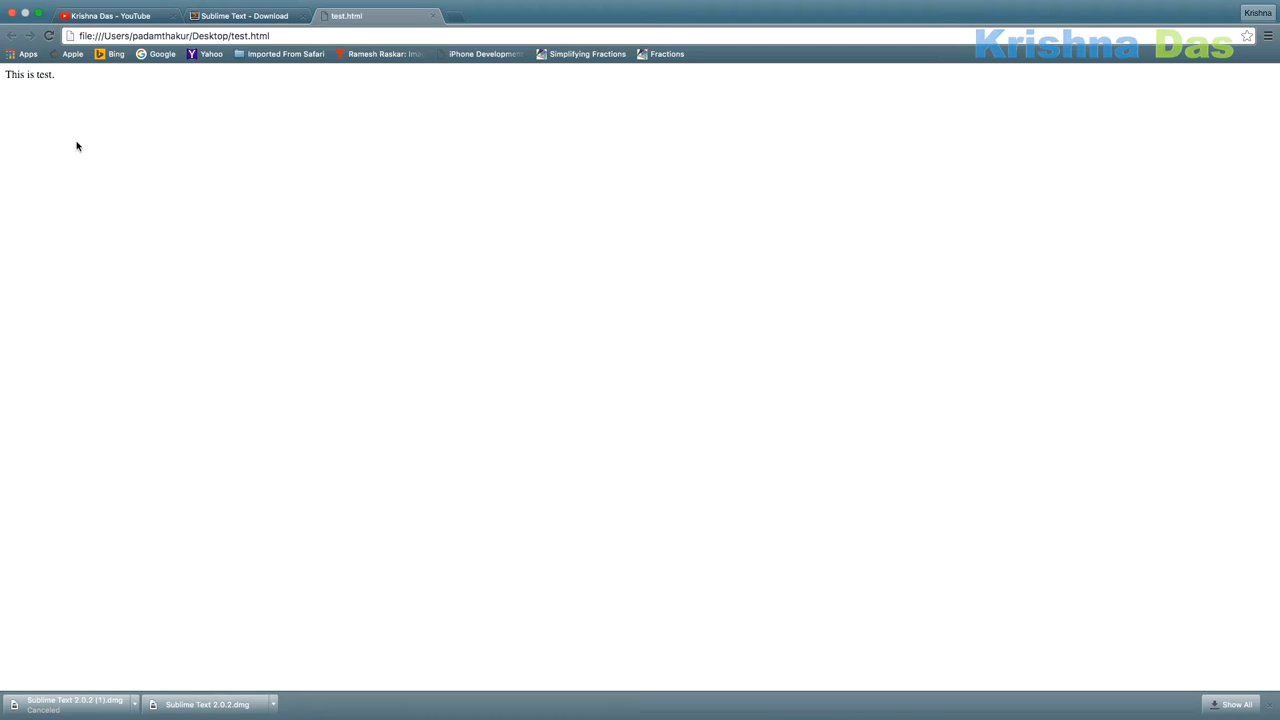 Krishna Das - YouTube
Sublime Text - Download
test.html
Krishna
file:///Users/padamthakur/Desktop/test.html
Krishna Das
Apps
Apple
Bing
Google
Yahoo
Imported From Safari
Ramesh Raskar:
iPhone Development
Simplifying Fractions
Fractions
This is test.
Sublime Text 2.0.2 (1).dmg
Canceled
Sublime Text 2.0.2.dmg
Show All